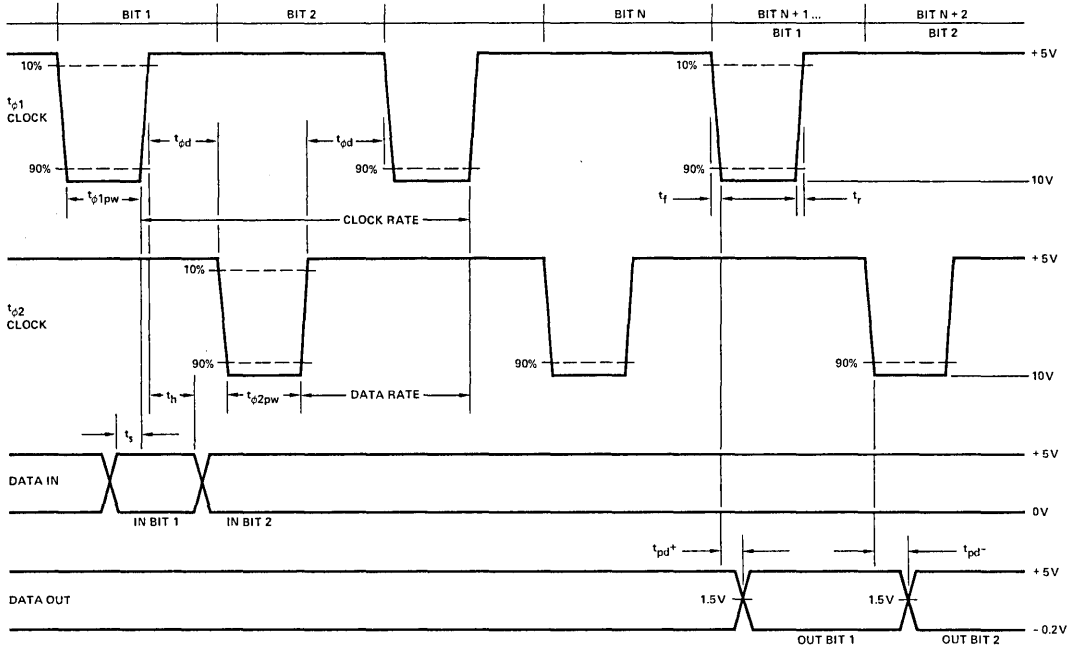 BIT 1 BIT 2 BIT N BIT N + 1 ... BIT N + 2
BIT 1 BIT 2
+5V
10% 10%
tϕ1
CLOCK
tϕd tϕd
90% 90% 90%
10V
tϕ1pw tf tr
CLOCK RATE
+5V
10%
tϕ2
CLOCK
90% 90% 90%
10V
th tϕ2pw DATA RATE
ts
+5V
DATA IN
0V
IN BIT 1 IN BIT 2
tpd+ tpd-
+5V
DATA OUT 1.5V 1.5V
-0.2V
OUT BIT 1 OUT BIT 2